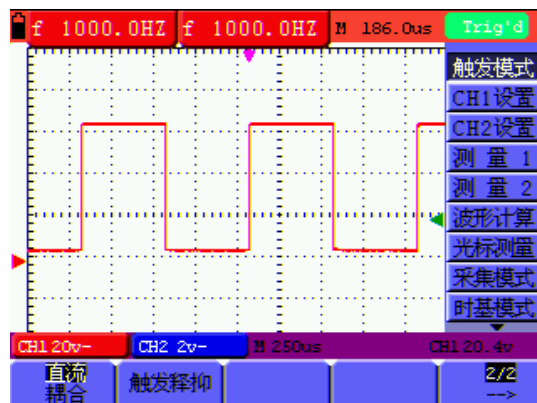 f 1000.0HZ f 1000.0HZ M 186.0us Trig'd
触发模式
CH1设置
CH2设置
测 量 1
测 量 2
波形计算
光标测量
采集模式
时基模式
CH1 20v~ CH2 2v~ M 250us CH1 20.4v
直流 触发释抑 2/2
耦合 -->